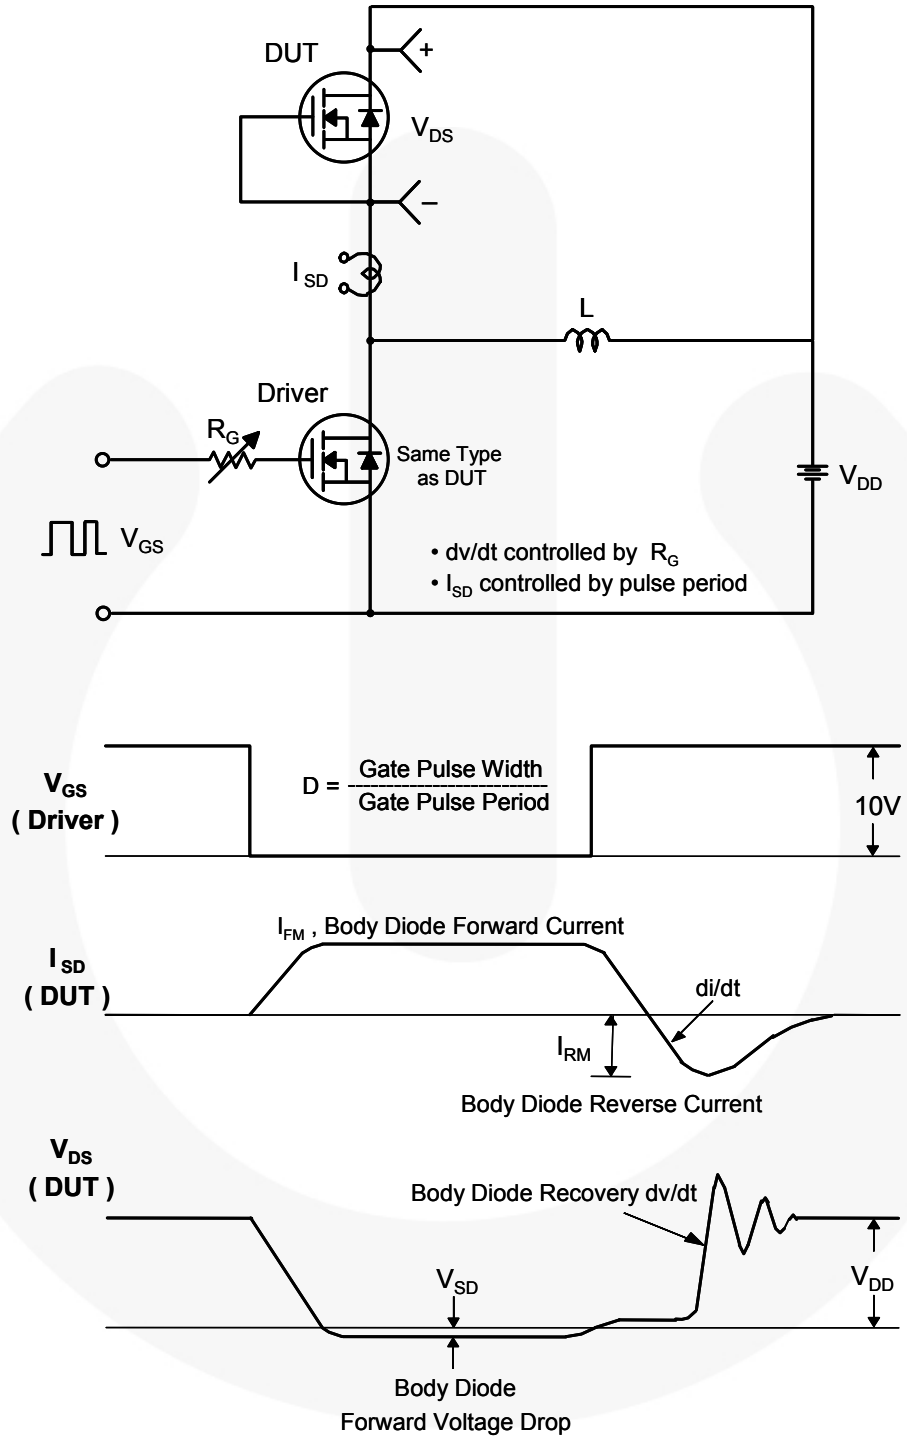 DUT
+
V_DS
–
I_SD
L
Driver
R_G
Same Type
as DUT
V_DD
V_GS
• dv/dt controlled by R_G
• I_SD controlled by pulse period
V_GS
( Driver )
D = Gate Pulse Width
--------------------------
Gate Pulse Period
10V
I_FM , Body Diode Forward Current
I_SD
( DUT )
di/dt
I_RM
Body Diode Reverse Current
V_DS
( DUT )
Body Diode Recovery dv/dt
V_SD
V_DD
Body Diode
Forward Voltage Drop